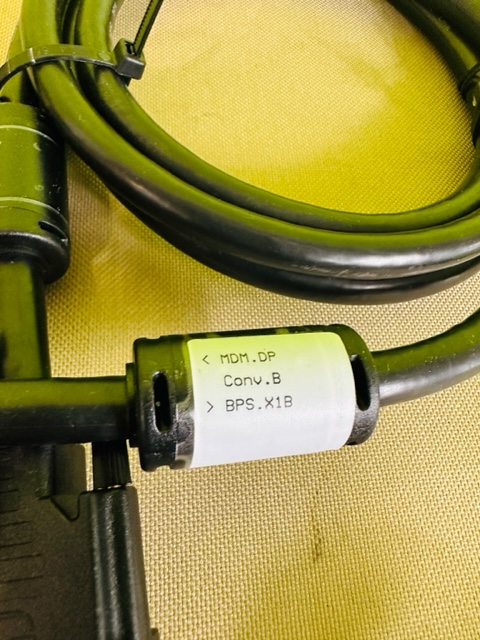 < MDM.DP
Conv.B
> BPS.X1B